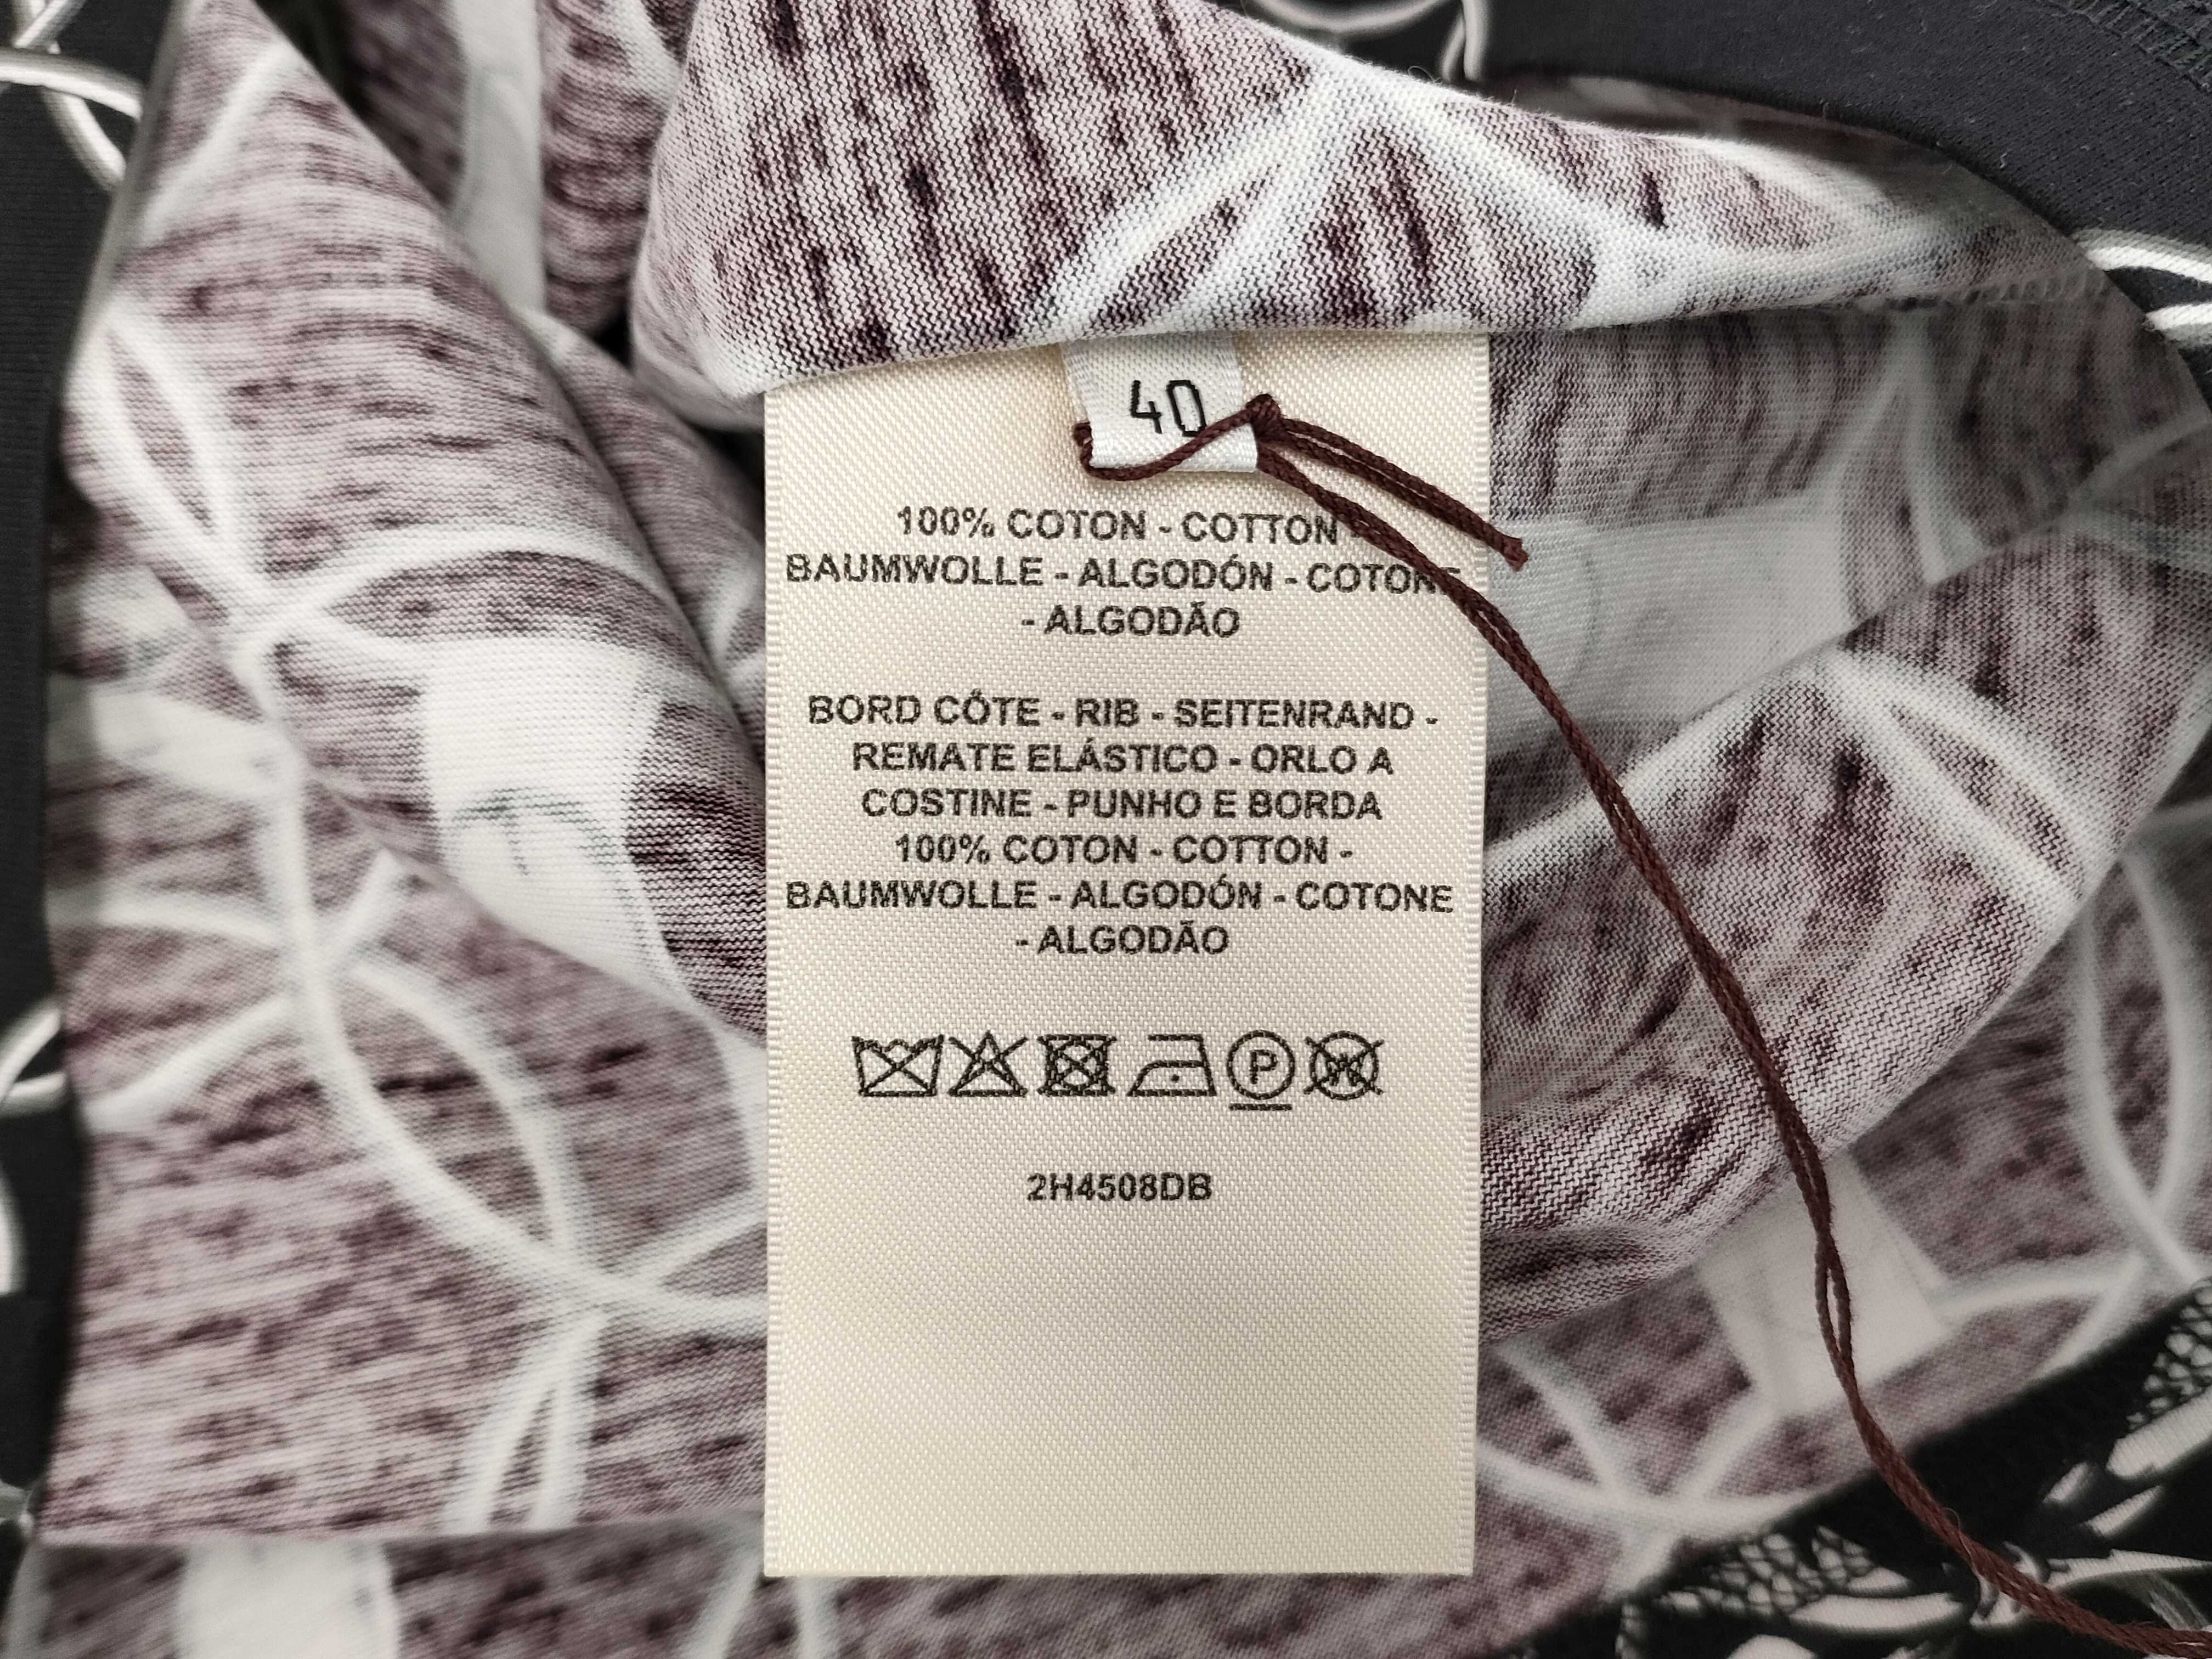 40
100% COTON - COTTON -
BAUMWOLLE - ALGODÓN - COTONE
- ALGODÃO
BORD CÔTE - RIB - SEITENRAND -
REMATE ELÁSTICO - ORLO A
COSTINE - PUNHO E BORDA
100% COTON - COTTON -
BAUMWOLLE - ALGODÓN - COTONE
- ALGODÃO
P W
2H4508DB